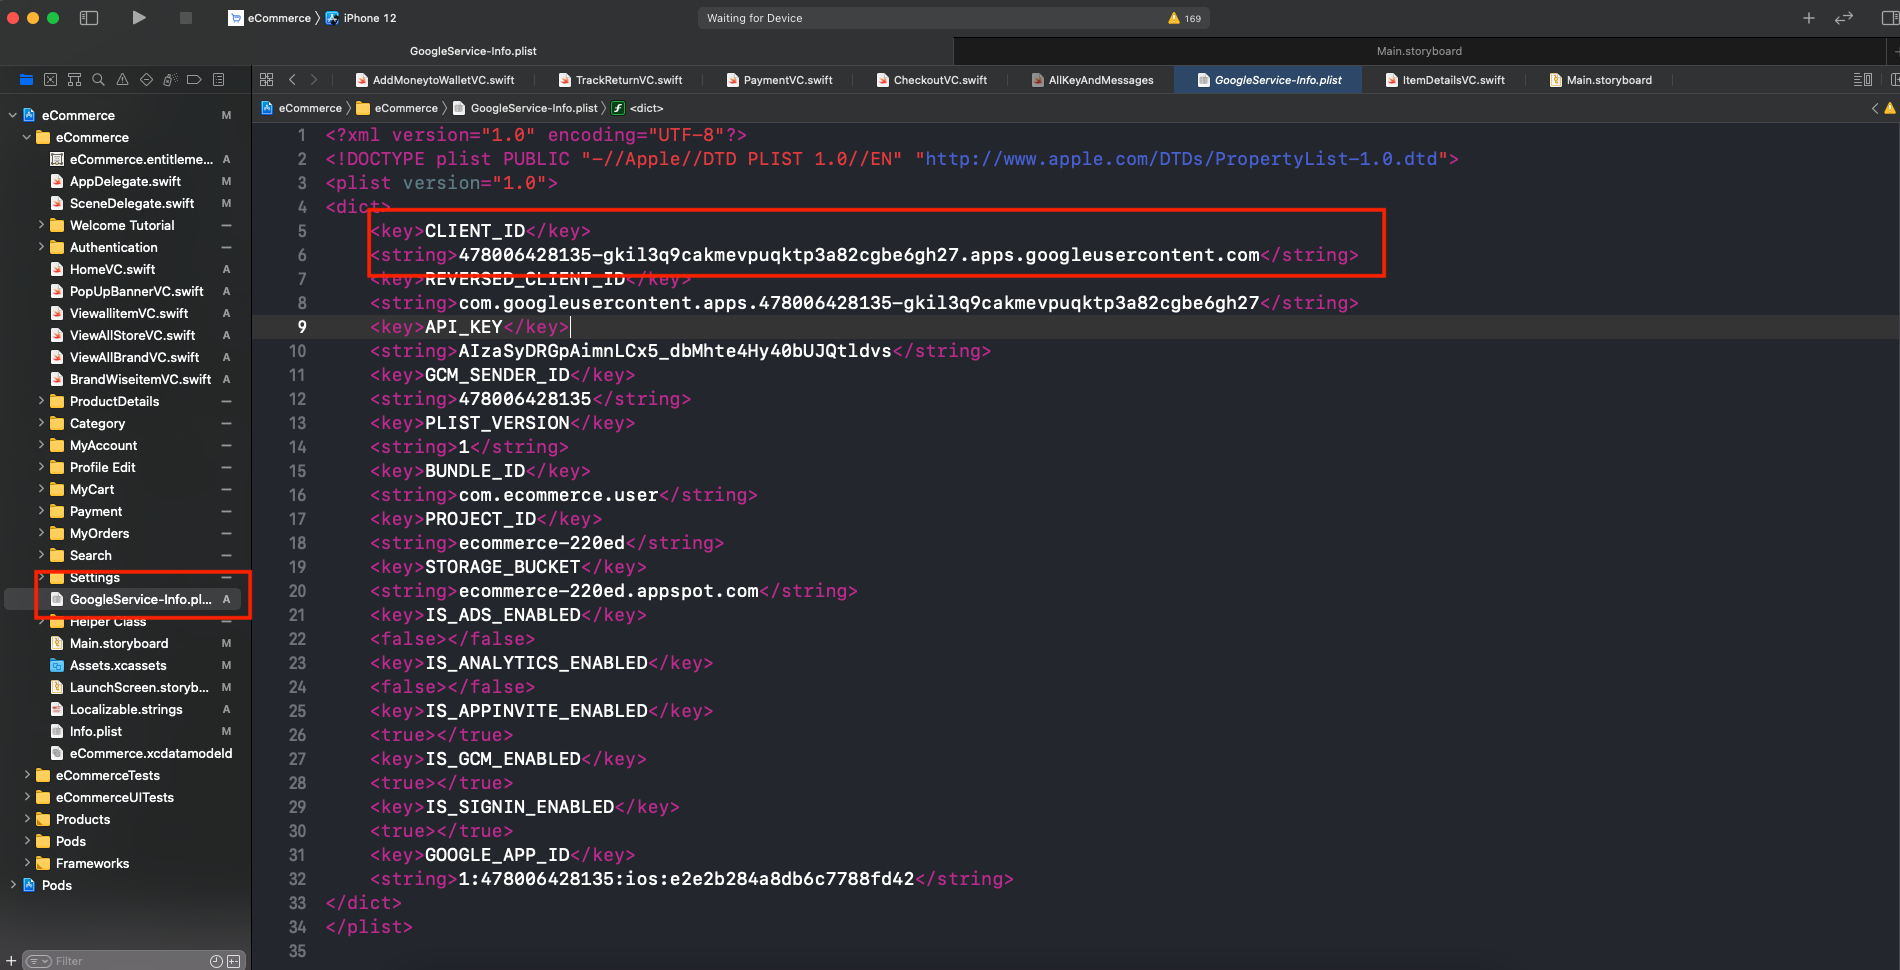 eCommerce iPhone 12
Waiting for Device
169
GoogleService-Info.plist
Main.storyboard
AddMoneytoWalletVC.swift
TrackReturnVC.swift
PaymentVC.swift
CheckoutVC.swift
AllKeyAndMessages
GoogleService-Info.plist
ItemDetailsVC.swift
Main.storyboard
eCommerce eCommerce GoogleService-Info.plist <dict>
eCommerce M
eCommerce
eCommerce.entitleme... A
AppDelegate.swift M
SceneDelegate.swift M
Welcome Tutorial
Authentication
HomeVC.swift A
PopUpBannerVC.swift A
ViewallitemVC.swift A
ViewAllStoreVC.swift A
ViewAllBrandVC.swift A
BrandWiseitemVC.swift A
ProductDetails
Category
MyAccount
Profile Edit
MyCart
Payment
MyOrders
Search
Settings
GoogleService-Info.pl... A
Helper Class
Main.storyboard M
Assets.xcassets M
LaunchScreen.storyb... M
Localizable.strings A
Info.plist M
eCommerce.xcdatamodeld
eCommerceTests
eCommerceUITests
Products
Pods
Frameworks
Pods
Filter
1 <?xml version="1.0" encoding="UTF-8"?>
2 <!DOCTYPE plist PUBLIC "-//Apple//DTD PLIST 1.0//EN" "http://www.apple.com/DTDs/PropertyList-1.0.dtd">
3 <plist version="1.0">
4 <dict>
5 <key>CLIENT_ID</key>
6 <string>478006428135-gkil3q9cakmevpuqktp3a82cgbe6gh27.apps.googleusercontent.com</string>
7 <key>REVERSED_CLIENT_ID</key>
8 <string>com.googleusercontent.apps.478006428135-gkil3q9cakmevpuqktp3a82cgbe6gh27</string>
9 <key>API_KEY</key>
10 <string>AIzaSyDRGpAimnLCx5_dbMhte4Hy40bUJQtldvs</string>
11 <key>GCM_SENDER_ID</key>
12 <string>478006428135</string>
13 <key>PLIST_VERSION</key>
14 <string>1</string>
15 <key>BUNDLE_ID</key>
16 <string>com.ecommerce.user</string>
17 <key>PROJECT_ID</key>
18 <string>ecommerce-220ed</string>
19 <key>STORAGE_BUCKET</key>
20 <string>ecommerce-220ed.appspot.com</string>
21 <key>IS_ADS_ENABLED</key>
22 <false></false>
23 <key>IS_ANALYTICS_ENABLED</key>
24 <false></false>
25 <key>IS_APPINVITE_ENABLED</key>
26 <true></true>
27 <key>IS_GCM_ENABLED</key>
28 <true></true>
29 <key>IS_SIGNIN_ENABLED</key>
30 <true></true>
31 <key>GOOGLE_APP_ID</key>
32 <string>1:478006428135:ios:e2e2b284a8db6c7788fd42</string>
33 </dict>
34 </plist>
35